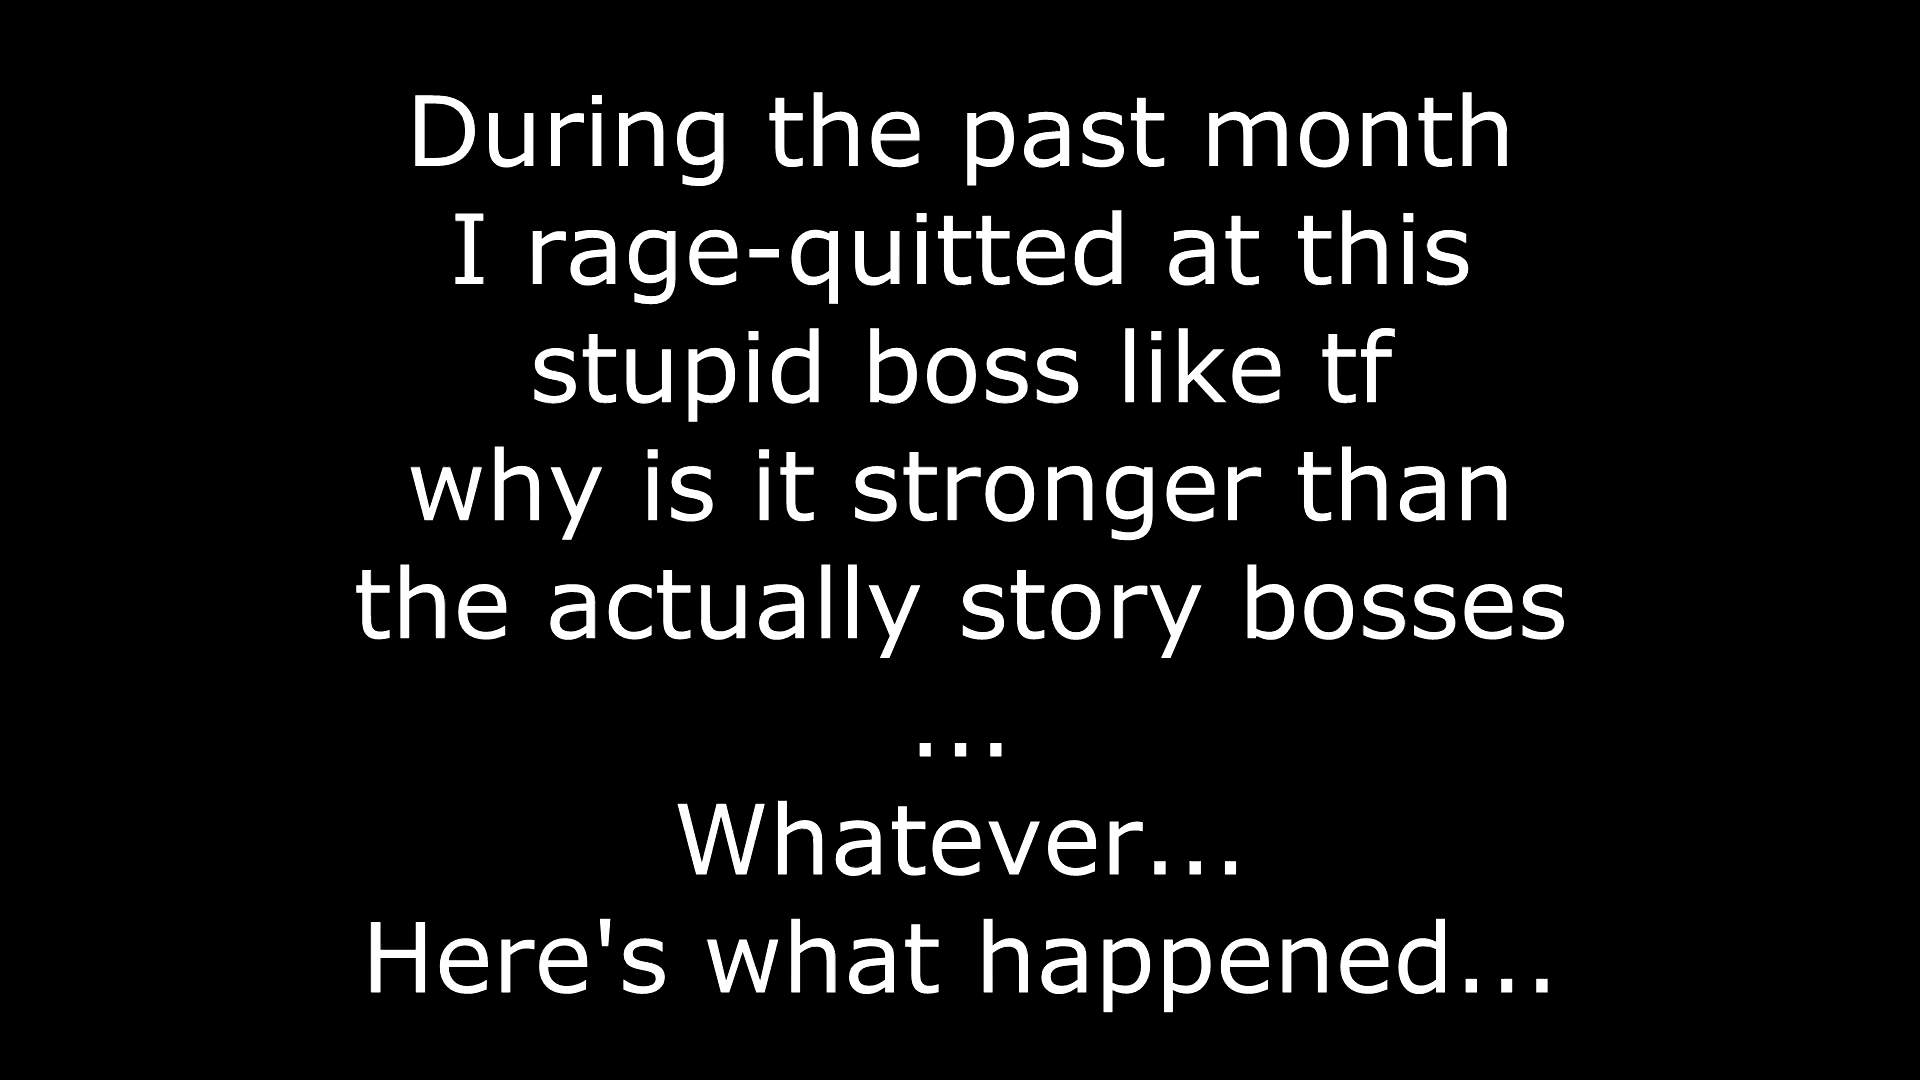 During the past month
I rage-quitted at this
stupid boss like tf
why is it stronger than
the actually story bosses
...
Whatever...
Here's what happened...